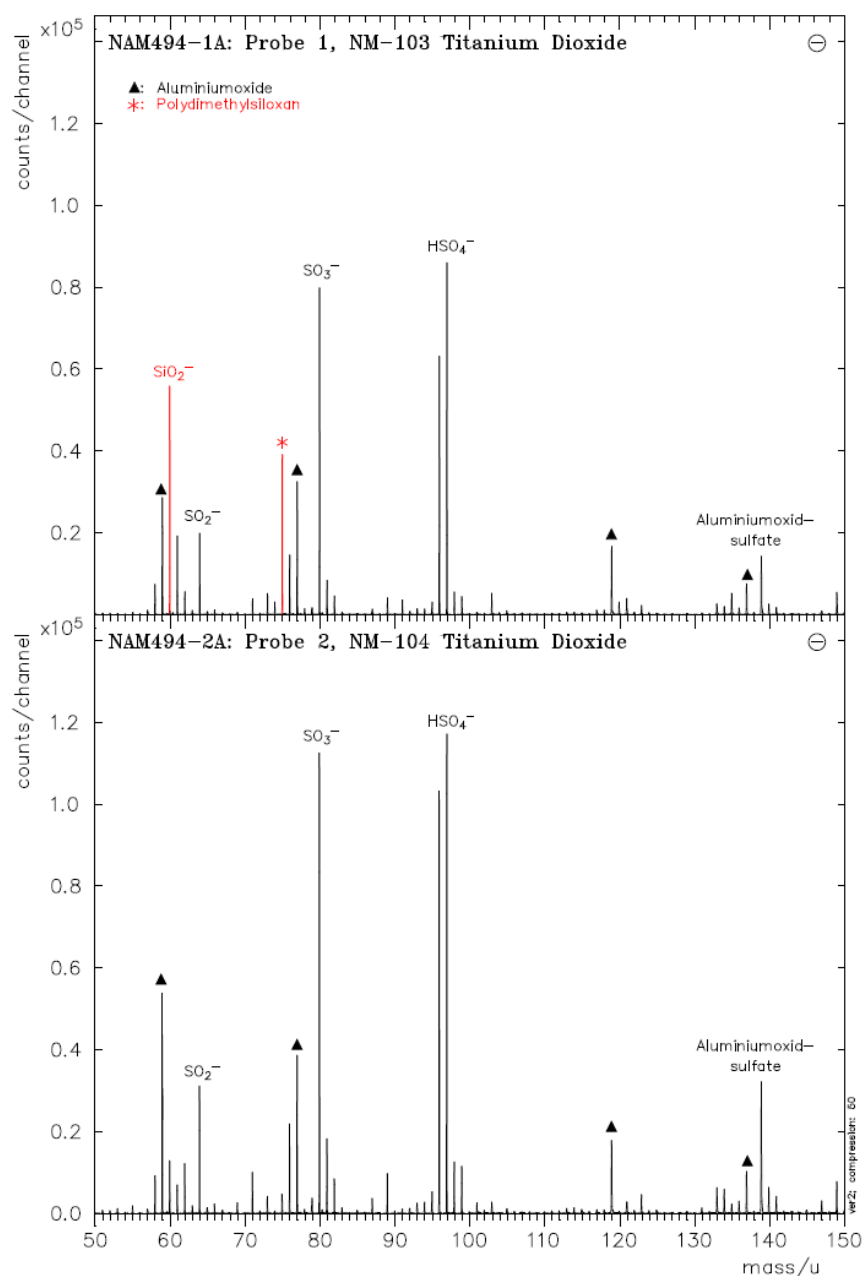 ×10⁵
NAM494-1A: Probe 1, NM-103 Titanium Dioxide
⊖
▲: Aluminiumoxide
*: Polydimethylsiloxan
counts/channel
1.2
1.0
HSO₄⁻
SO₃⁻
0.8
0.6
SiO₂⁻
*
0.4
▲
▲
SO₂⁻
▲
Aluminiumoxid-
sulfate
▲
0.2
×10⁵
NAM494-2A: Probe 2, NM-104 Titanium Dioxide
⊖
counts/channel
1.2
SO₃⁻
HSO₄⁻
1.0
0.8
0.6
▲
0.4
▲
SO₂⁻
Aluminiumoxid-
sulfate
0.2
▲
▲
0.0
ver2; compression: 60
50 60 70 80 90 100 110 120 130 140 150
mass/u